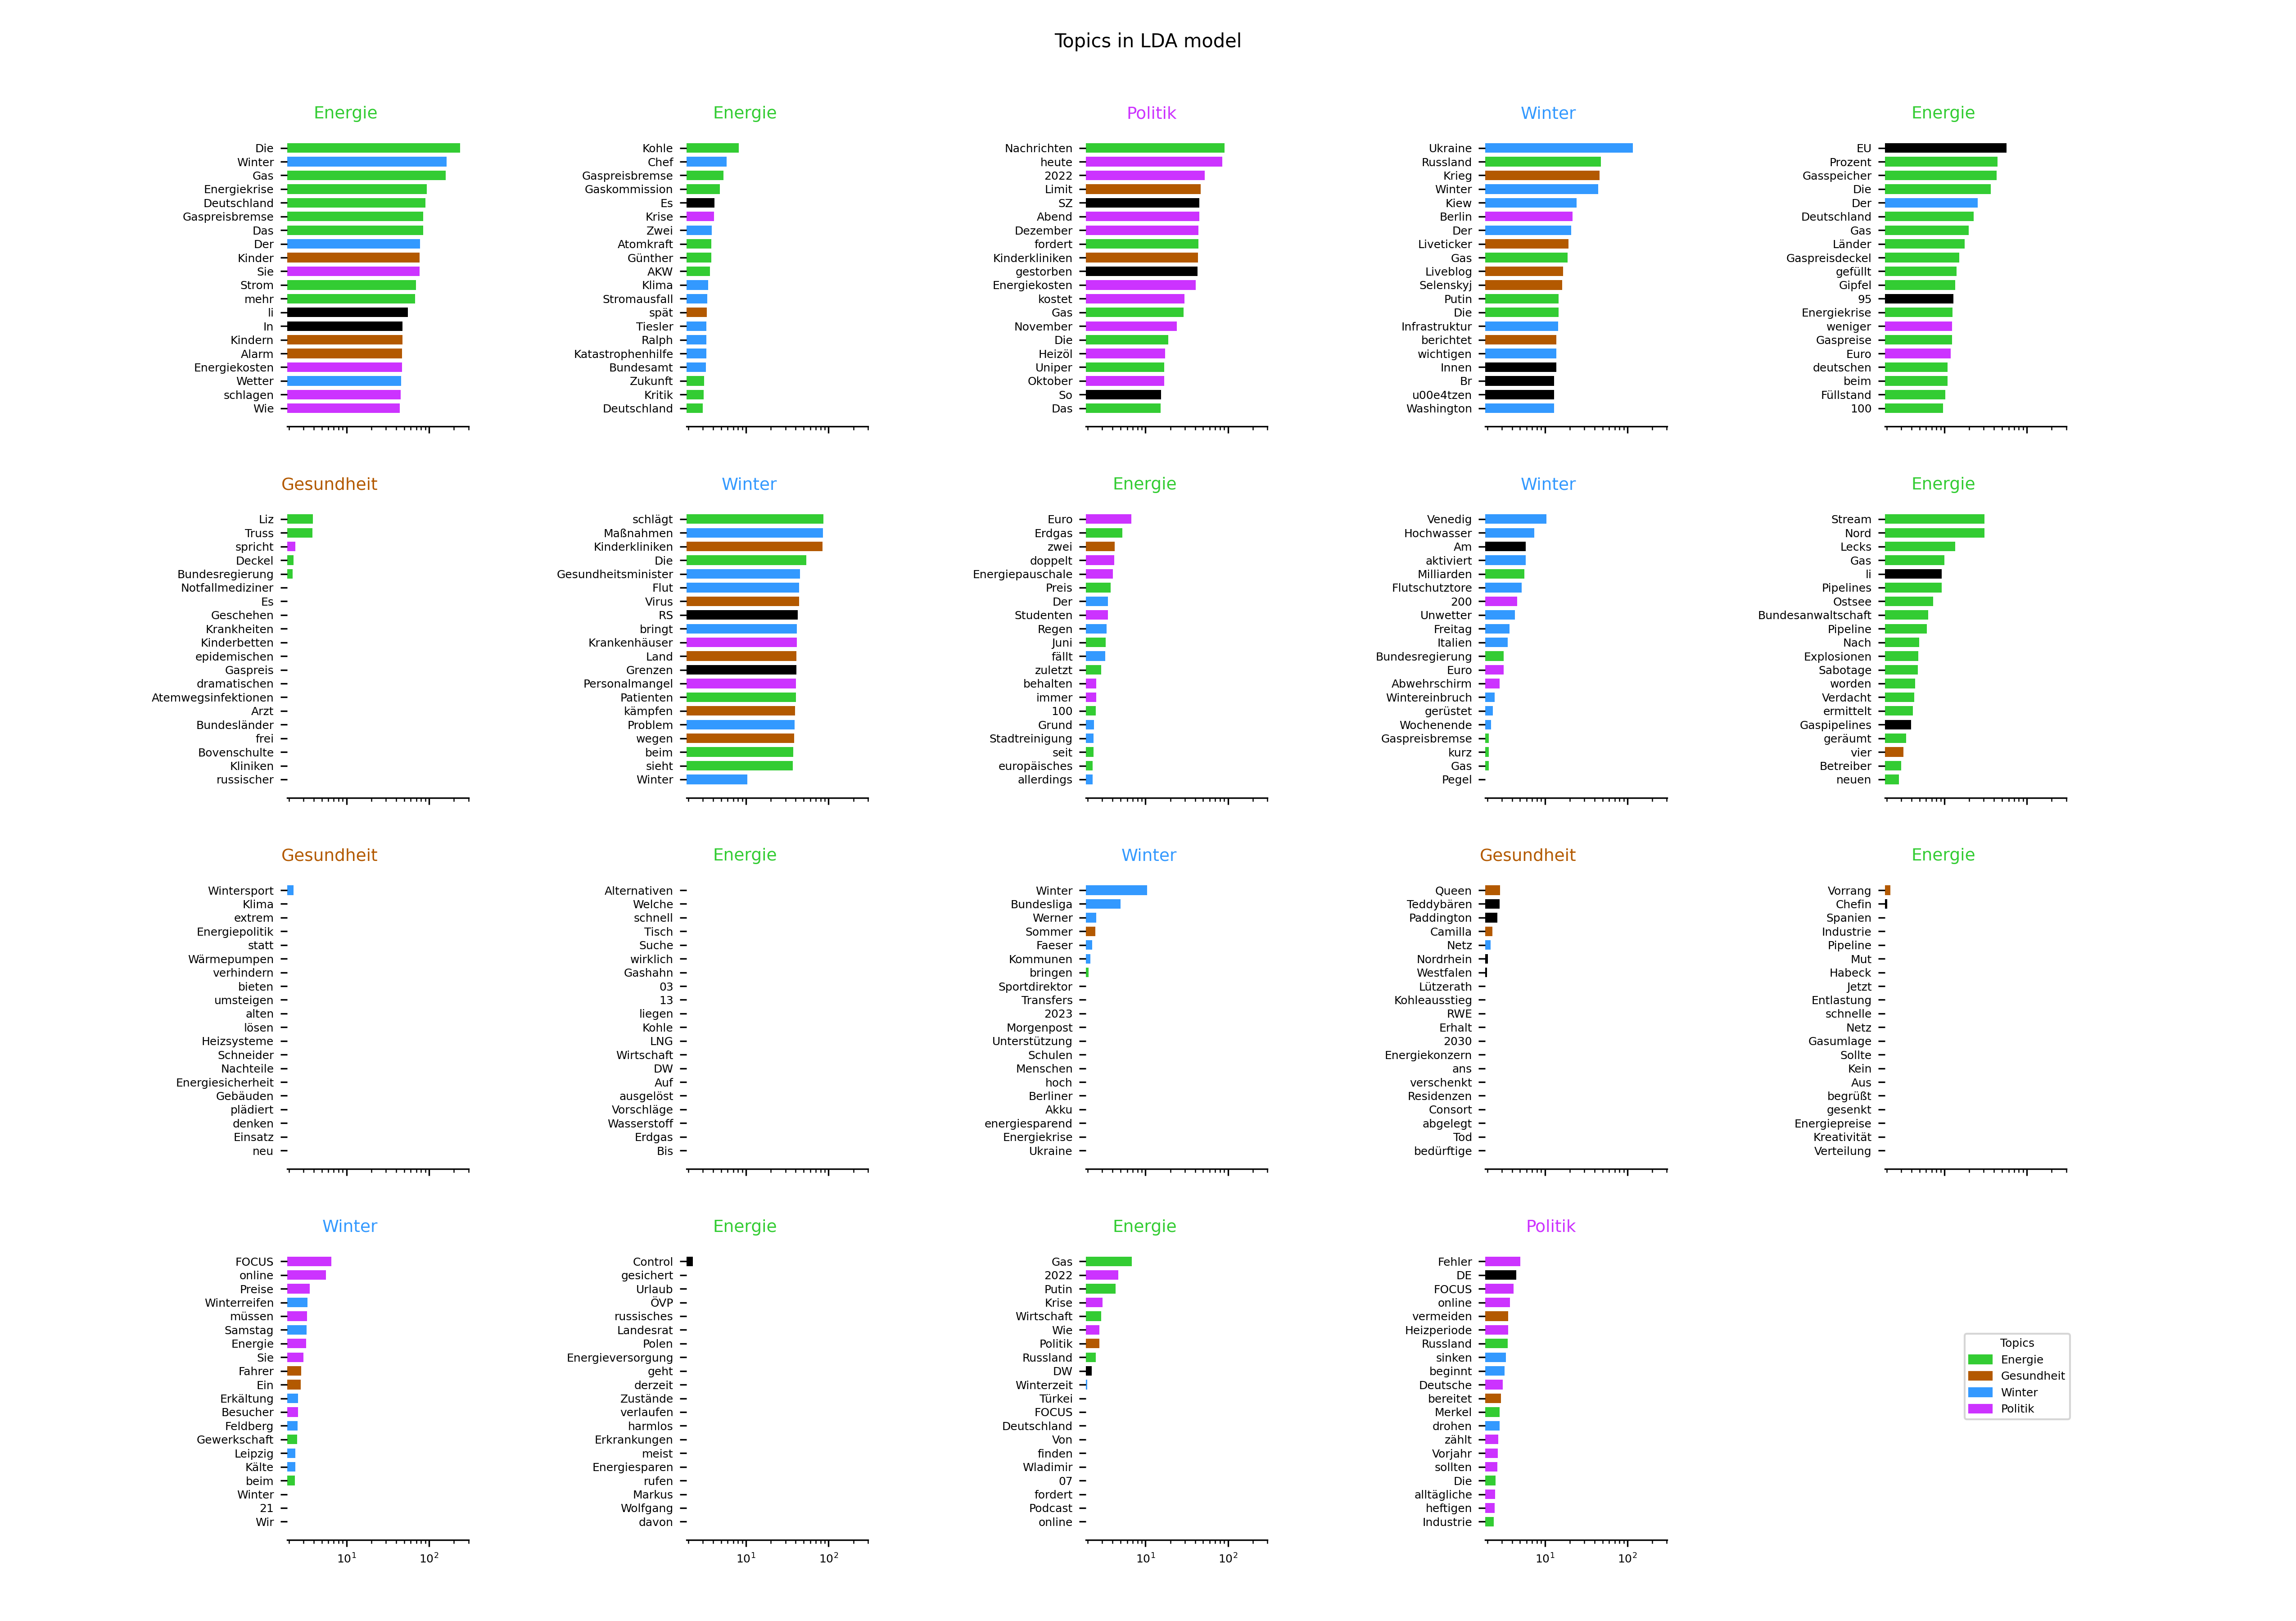 Topics in LDA model
Energie
Die
Winter
Gas
Energiekrise
Deutschland
Gaspreisbremse
Das
Der
Kinder
Sie
Strom
mehr
li
In
Kindern
Alarm
Energiekosten
Wetter
schlagen
Wie
Energie
Kohle
Chef
Gaspreisbremse
Gaskommission
Es
Krise
Zwei
Atomkraft
Günther
AKW
Klima
Stromausfall
spät
Tiesler
Ralph
Katastrophenhilfe
Bundesamt
Zukunft
Kritik
Deutschland
Politik
Nachrichten
heute
2022
Limit
SZ
Abend
Dezember
fordert
Kinderkliniken
gestorben
Energiekosten
kostet
Gas
November
Die
Heizöl
Uniper
Oktober
So
Das
Winter
Ukraine
Russland
Krieg
Winter
Kiew
Berlin
Der
Liveticker
Gas
Liveblog
Selenskyj
Putin
Die
Infrastruktur
berichtet
wichtigen
Innen
Br
u00e4tzen
Washington
Energie
EU
Prozent
Gasspeicher
Die
Der
Deutschland
Gas
Länder
Gaspreisdeckel
gefüllt
Gipfel
95
Energiekrise
weniger
Gaspreise
Euro
deutschen
beim
Füllstand
100
Gesundheit
Liz
Truss
spricht
Deckel
Bundesregierung
Notfallmediziner
Es
Geschehen
Krankheiten
Kinderbetten
epidemischen
Gaspreis
dramatischen
Atemwegsinfektionen
Arzt
Bundesländer
frei
Bovenschulte
Kliniken
russischer
Winter
schlägt
Maßnahmen
Kinderkliniken
Die
Gesundheitsminister
Flut
Virus
RS
bringt
Krankenhäuser
Land
Grenzen
Personalmangel
Patienten
kämpfen
Problem
wegen
beim
sieht
Winter
Energie
Euro
Erdgas
zwei
doppelt
Energiepauschale
Preis
Der
Studenten
Regen
Juni
fällt
zuletzt
behalten
immer
100
Grund
Stadtreinigung
seit
europäisches
allerdings
Winter
Venedig
Hochwasser
Am
aktiviert
Milliarden
Flutschutztore
200
Unwetter
Freitag
Italien
Bundesregierung
Euro
Abwehrschirm
Wintereinbruch
gerüstet
Wochenende
Gaspreisbremse
kurz
Gas
Pegel
Energie
Stream
Nord
Lecks
Gas
li
Pipelines
Ostsee
Bundesanwaltschaft
Pipeline
Nach
Explosionen
Sabotage
worden
Verdacht
ermittelt
Gaspipelines
geräumt
vier
Betreiber
neuen
Gesundheit
Wintersport
Klima
extrem
Energiepolitik
statt
Wärmepumpen
verhindern
bieten
umsteigen
alten
lösen
Heizsysteme
Schneider
Nachteile
Energiesicherheit
Gebäuden
plädiert
denken
Einsatz
neu
Energie
Alternativen
Welche
schnell
Tisch
Suche
wirklich
Gashahn
03
13
liegen
Kohle
LNG
Wirtschaft
DW
Auf
ausgelöst
Vorschläge
Wasserstoff
Erdgas
Bis
Winter
Winter
Bundesliga
Werner
Sommer
Faeser
Kommunen
bringen
Sportdirektor
Transfers
2023
Morgenpost
Unterstützung
Schulen
Menschen
hoch
Berliner
Akku
energiesparend
Energiekrise
Ukraine
Gesundheit
Queen
Teddybären
Paddington
Camilla
Netz
Nordrhein
Westfalen
Lützerath
Kohleausstieg
RWE
Erhalt
2030
Energiekonzern
ans
verschenkt
Residenzen
Consort
abgelegt
Tod
bedürftige
Energie
Vorrang
Chefin
Spanien
Industrie
Pipeline
Mut
Habeck
Jetzt
Entlastung
schnelle
Netz
Gasumlage
Sollte
Kein
Aus
begrüßt
gesenkt
Energiepreise
Kreativität
Verteilung
Winter
FOCUS
online
Preise
Winterreifen
müssen
Samstag
Energie
Sie
Fahrer
Ein
Erkältung
Besucher
Feldberg
Gewerkschaft
Leipzig
Kälte
beim
Winter
21
Wir
10¹ 10²
Energie
Control
gesichert
Urlaub
ÖVP
russisches
Landesrat
Polen
Energieversorgung
geht
derzeit
Zustände
verlaufen
harmlos
Erkrankungen
meist
Energiesparen
rufen
Markus
Wolfgang
davon
10¹ 10²
Energie
Gas
2022
Putin
Krise
Wirtschaft
Wie
Politik
Russland
DW
Winterzeit
Türkei
FOCUS
Deutschland
Von
finden
Wladimir
07
fordert
Podcast
online
10¹ 10²
Politik
Fehler
DE
FOCUS
online
vermeiden
Heizperiode
Russland
sinken
beginnt
Deutsche
bereitet
Merkel
drohen
zählt
Vorjahr
sollten
Die
alltägliche
heftigen
Industrie
10¹ 10²
Topics
Energie
Gesundheit
Winter
Politik